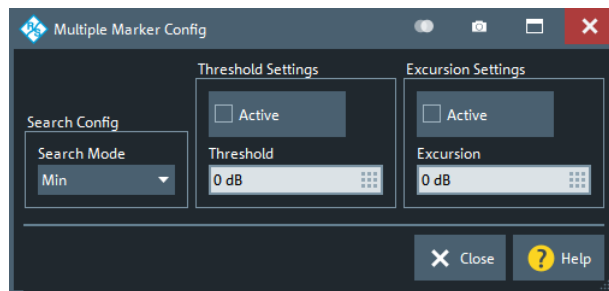 R&S Multiple Marker Config
Threshold Settings
Excursion Settings
Search Config
Active
Active
Search Mode
Threshold
Excursion
Min
0 dB
0 dB
Close
? Help